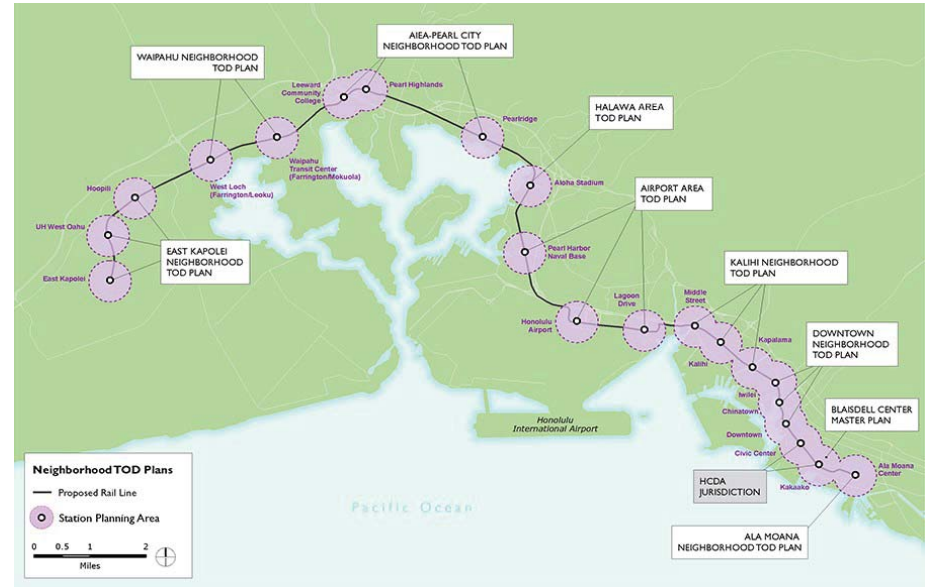 AIEA-PEARL CITY
NEIGHBORHOOD TOD PLAN
WAIPAHU NEIGHBORHOOD
TOD PLAN
Leeward
Community
College
Pearl Highlands
HALAWA AREA
TOD PLAN
Pearlridge
Waipahu
Transit Center
(Farrington/Mokuola)
West Loch
(Farrington/Leoku)
Hoopili
Aloha Stadium
AIRPORT AREA
TOD PLAN
UH West Oahu
EAST KAPOLEI
NEIGHBORHOOD
TOD PLAN
East Kapolei
Pearl Harbor
Naval Base
KALIHI NEIGHBORHOOD
TOD PLAN
Lagoon
Drive
Middle
Street
Honolulu
Airport
Kapalama
Kalihi
DOWNTOWN
NEIGHBORHOOD
TOD PLAN
Iwilei
Chinatown
BLAISDELL CENTER
MASTER PLAN
Honolulu
International Airport
Downtown
Civic Center
Ala Moana
Center
HCDA
JURISDICTION
Kakaako
ALA MOANA
NEIGHBORHOOD TOD PLAN
Pacific Ocean
Neighborhood TOD Plans
Proposed Rail Line
Station Planning Area
0 0.5 1 2
Miles